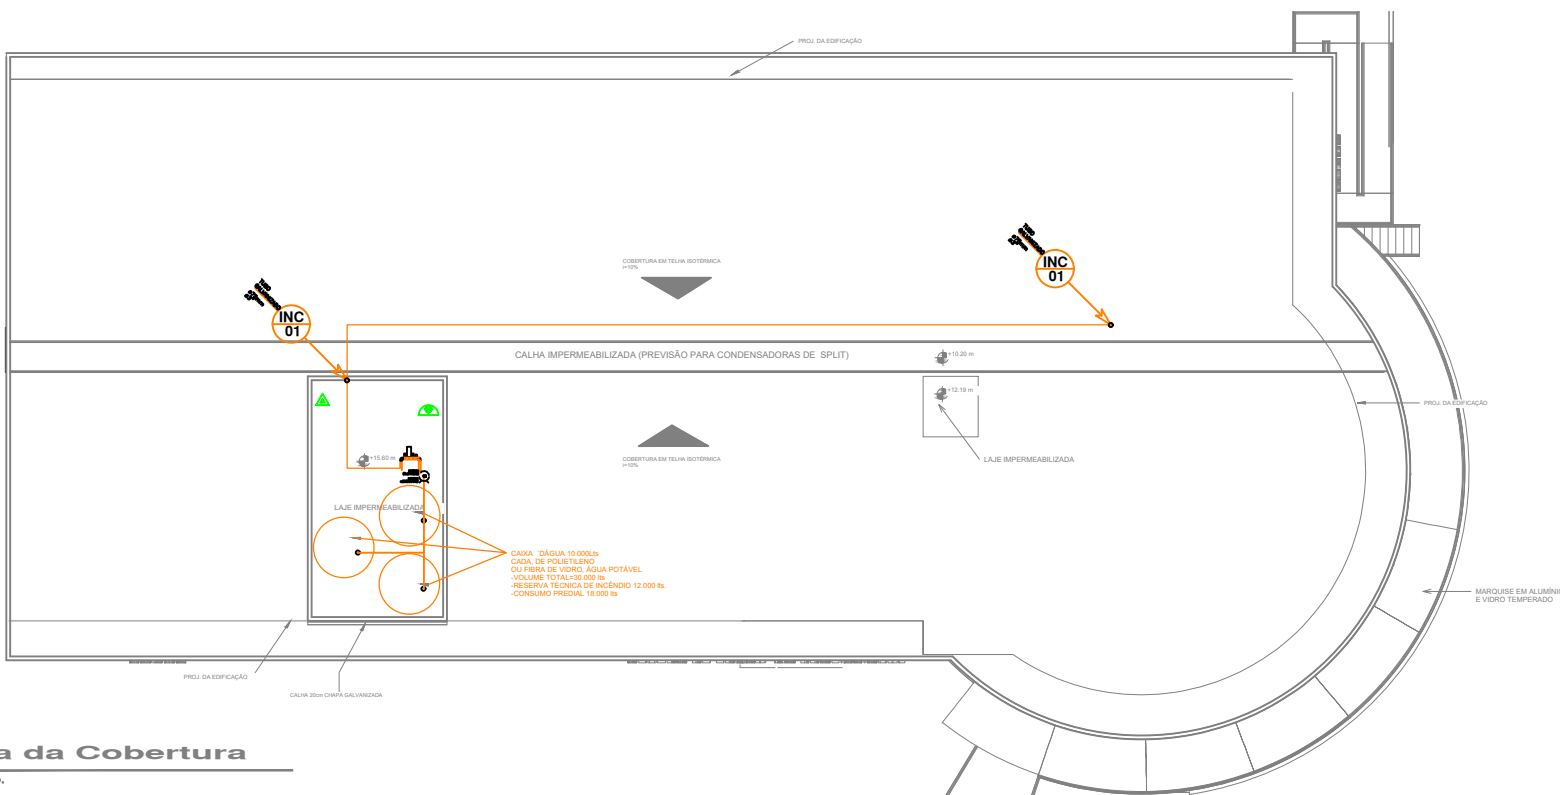 PROJ. DA EDIFICAÇÃO
TUBO
GALVANIZADO
INC
01
COBERTURA EM TELHA ISOTÉRMICA
i=10%
TUBO
GALVANIZADO
INC
01
CALHA IMPERMEABILIZADA (PREVISÃO PARA CONDENSADORAS DE SPLIT)
+10.20 m
+12.19 m
PROJ. DA EDIFICAÇÃO
+15.60 m
COBERTURA EM TELHA ISOTÉRMICA
i=10%
LAJE IMPERMEABILIZADA
LAJE IMPERMEABILIZADA
CAIXA ´DÁGUA 10.000Lts
CADA, DE POLIETILENO
OU FIBRA DE VIDRO, ÁGUA POTÁVEL
-VOLUME TOTAL=30.000 lts
-RESERVA TÉCNICA DE INCÊNDIO 12.000 lts.
-CONSUMO PREDIAL 18.000 lts
MARQUISE EM ALUMÍNIO
E VIDRO TEMPERADO
PROJ. DA EDIFICAÇÃO
CALHA 20cm CHAPA GALVANIZADA
a da Cobertura